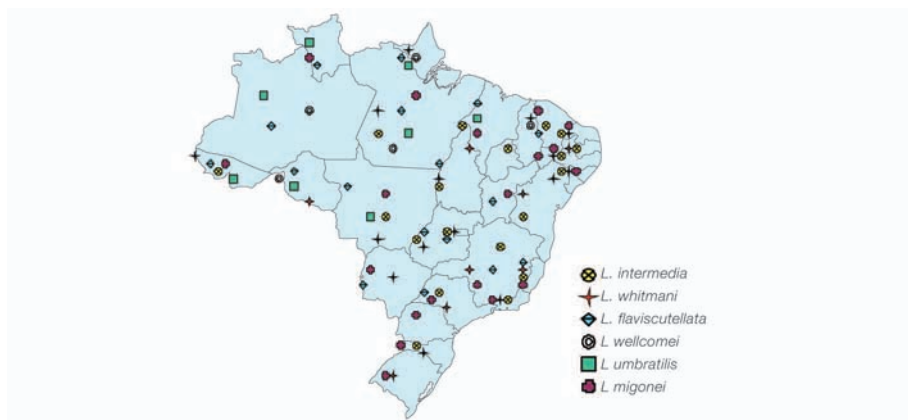 L. intermedia
L. whitmani
L. flaviscutellata
L wellcomei
L umbratilis
L migonei